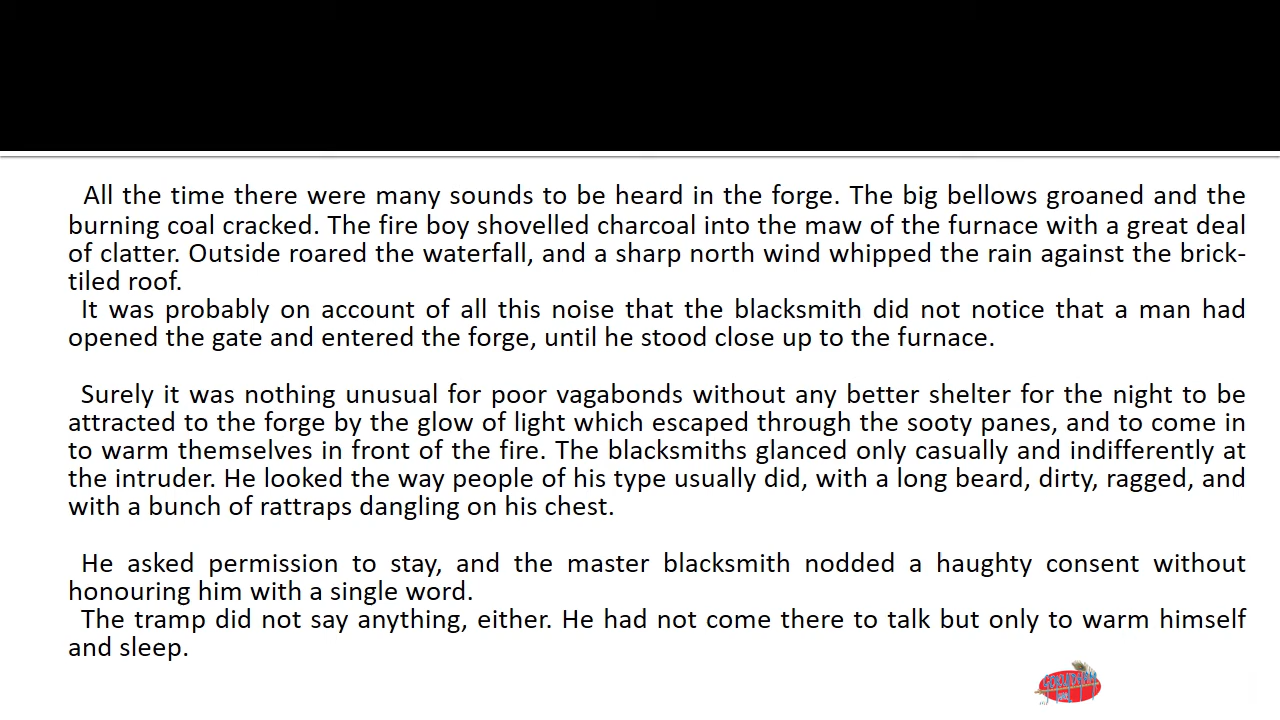 All the time there were many sounds to be heard in the forge. The big bellows groaned and the
burning coal cracked. The fire boy shovelled charcoal into the maw of the furnace with a great deal
of clatter. Outside roared the waterfall, and a sharp north wind whipped the rain against the brick-
tiled roof.
It was probably on account of all this noise that the blacksmith did not notice that a man had
opened the gate and entered the forge, until he stood close up to the furnace.
Surely it was nothing unusual for poor vagabonds without any better shelter for the night to be
attracted to the forge by the glow of light which escaped through the sooty panes, and to come in
to warm themselves in front of the fire. The blacksmiths glanced only casually and indifferently at
the intruder. He looked the way people of his type usually did, with a long beard, dirty, ragged, and
with a bunch of rattraps dangling on his chest.
He asked permission to stay, and the master blacksmith nodded a haughty consent without
honouring him with a single word.
The tramp did not say anything, either. He had not come there to talk but only to warm himself
and sleep.